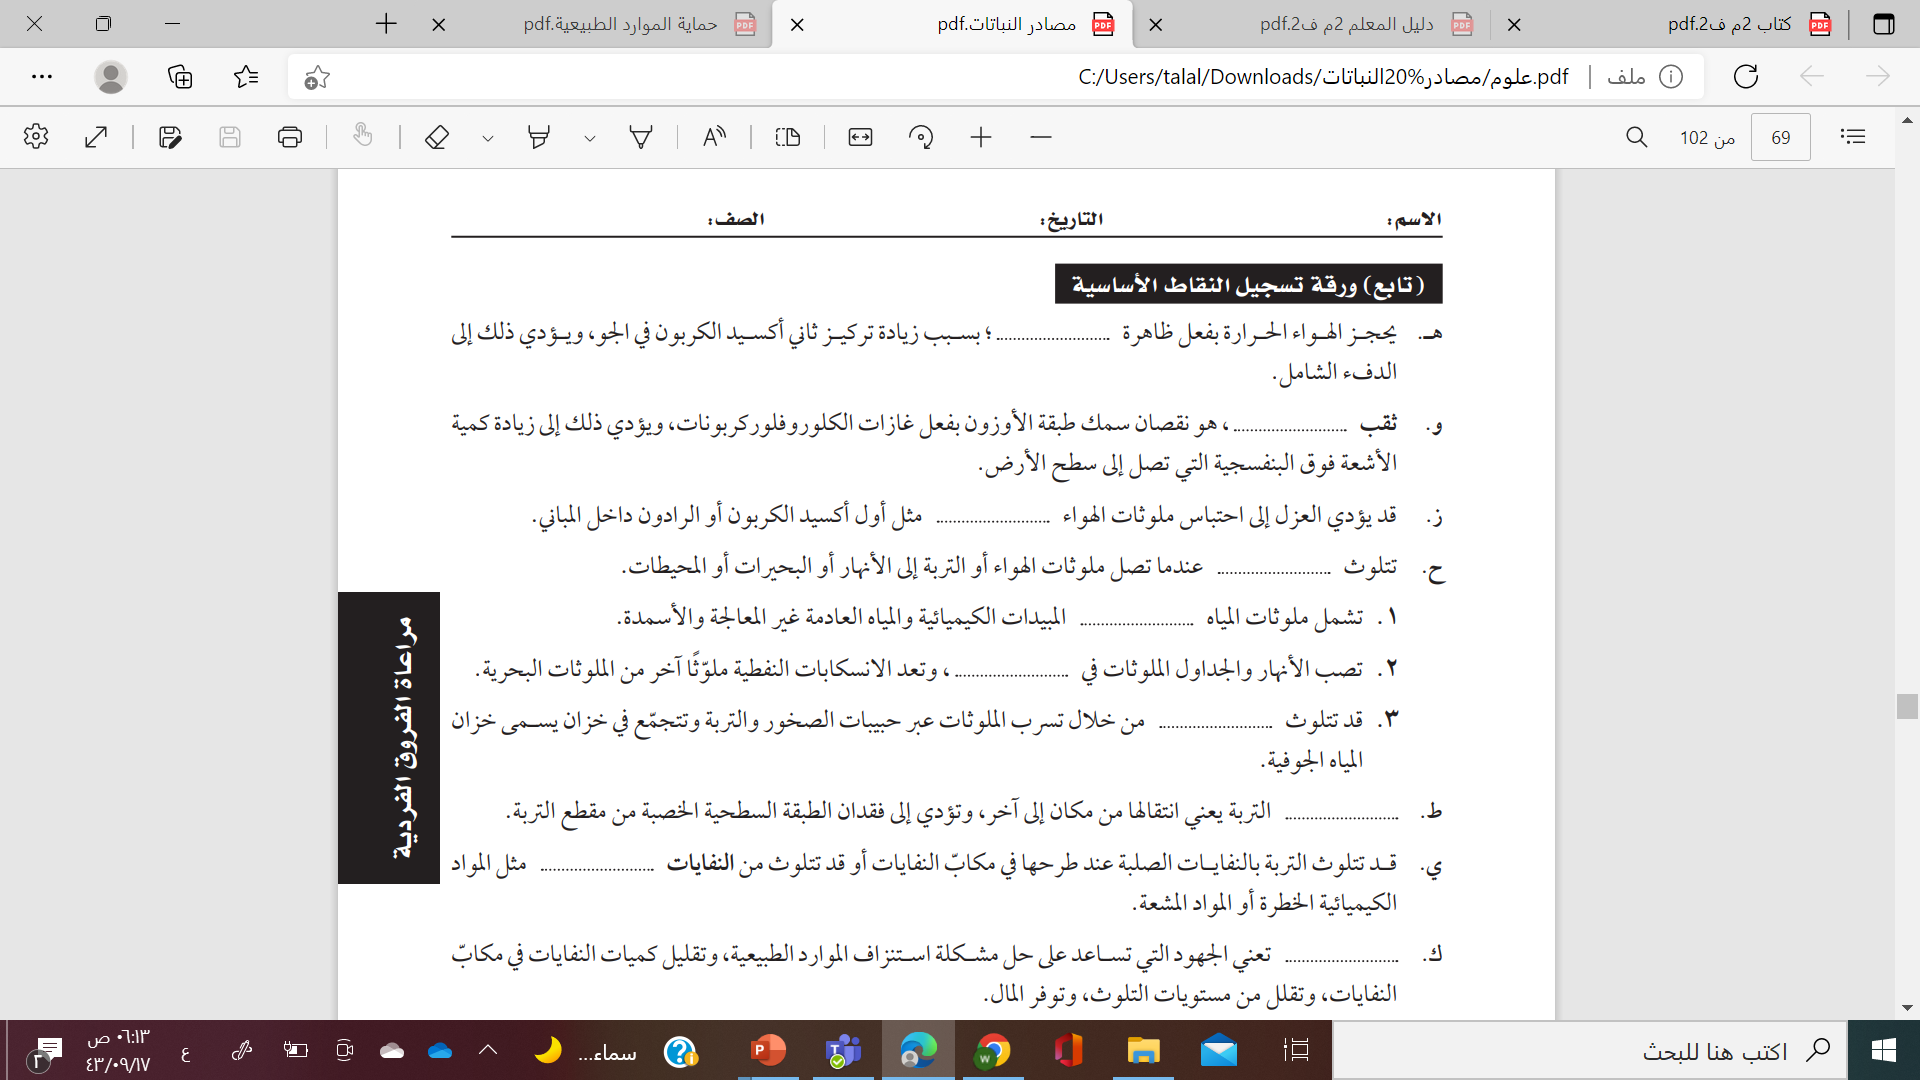 كتاب 2م ف2.pdf
دليل المعلم 2م ف2.pdf
مصادر النباتات.pdf
حماية الموارد الطبيعية.pdf
ملف
C:/Users/talal/Downloads/علوم/مصادر%20النباتات.pdf
69
من 102
الاسم: التاريخ: الصف:
(تابع) ورقة تسجيل النقاط الأساسية
هـ. يحجز الهواء الحرارة بفعل ظاهرة ........................؛ بسبب زيادة تركيز ثاني أكسيد الكربون في الجو، ويؤدي ذلك إلى
الدفء الشامل.
و. ثقب ........................، هو نقصان سمك طبقة الأوزون بفعل غازات الكلوروفلوركربونات، ويؤدي ذلك إلى زيادة كمية
الأشعة فوق البنفسجية التي تصل إلى سطح الأرض.
ز. قد يؤدي العزل إلى احتباس ملوثات الهواء ........................ مثل أول أكسيد الكربون أو الرادون داخل المباني.
ح. تتلوث ........................ عندما تصل ملوثات الهواء أو التربة إلى الأنهار أو البحيرات أو المحيطات.
١. تشمل ملوثات المياه ........................ المبيدات الكيميائية والمياه العادمة غير المعالجة والأسمدة.
٢. تصب الأنهار والجداول الملوثات في ........................، وتعد الانسكابات النفطية ملوّثًا آخر من الملوثات البحرية.
٣. قد تتلوث ........................ من خلال تسرب الملوثات عبر حبيبات الصخور والتربة وتتجمّع في خزان يسمى خزان
المياه الجوفية.
ط. ........................ التربة يعني انتقالها من مكان إلى آخر، وتؤدي إلى فقدان الطبقة السطحية الخصبة من مقطع التربة.
ي. قد تتلوث التربة بالنفايات الصلبة عند طرحها في مكابّ النفايات أو قد تتلوث من النفايات ........................ مثل المواد
الكيميائية الخطرة أو المواد المشعة.
ك. ........................ تعني الجهود التي تساعد على حل مشكلة استنزاف الموارد الطبيعية، وتقليل كميات النفايات في مكابّ
النفايات، وتقلل من مستويات التلوث، وتوفر المال.
مراعاة الفروق الفردية
اكتب هنا للبحث
سماء...
ع
٠٦:١٣ ص
٤٣/٠٩/١٧
٢